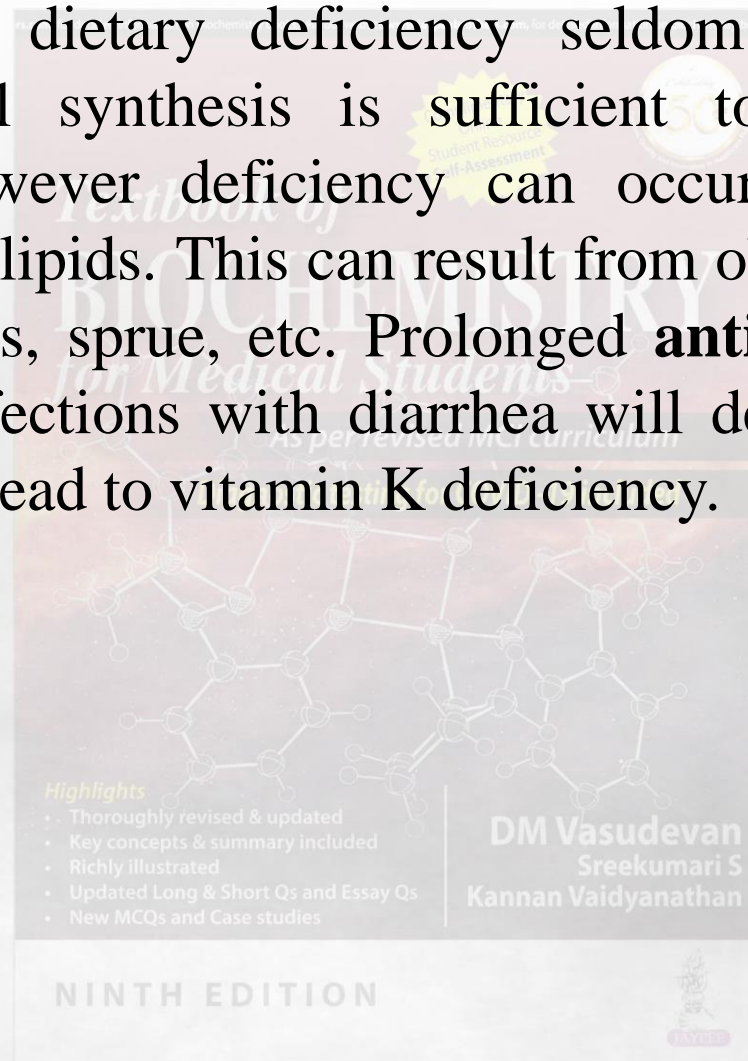 dietary deficiency seldom
l synthesis is sufficient to
wever deficiency can occur
lipids. This can result from o
s, sprue, etc. Prolonged anti
fections with diarrhea will de
ead to vitamin K deficiency.
Student Resource
Self-Assessment
50
Textbook of
BIOCHEMISTRY
for Medical Students
As per revised MCI curriculum
Highlights
• Thoroughly revised & updated
• Key concepts & summary included
• Richly illustrated
• Updated Long & Short Qs and Essay Qs
• New MCQs and Case studies
DM Vasudevan
Sreekumari S
Kannan Vaidyanathan
NINTH EDITION
JAYPEE